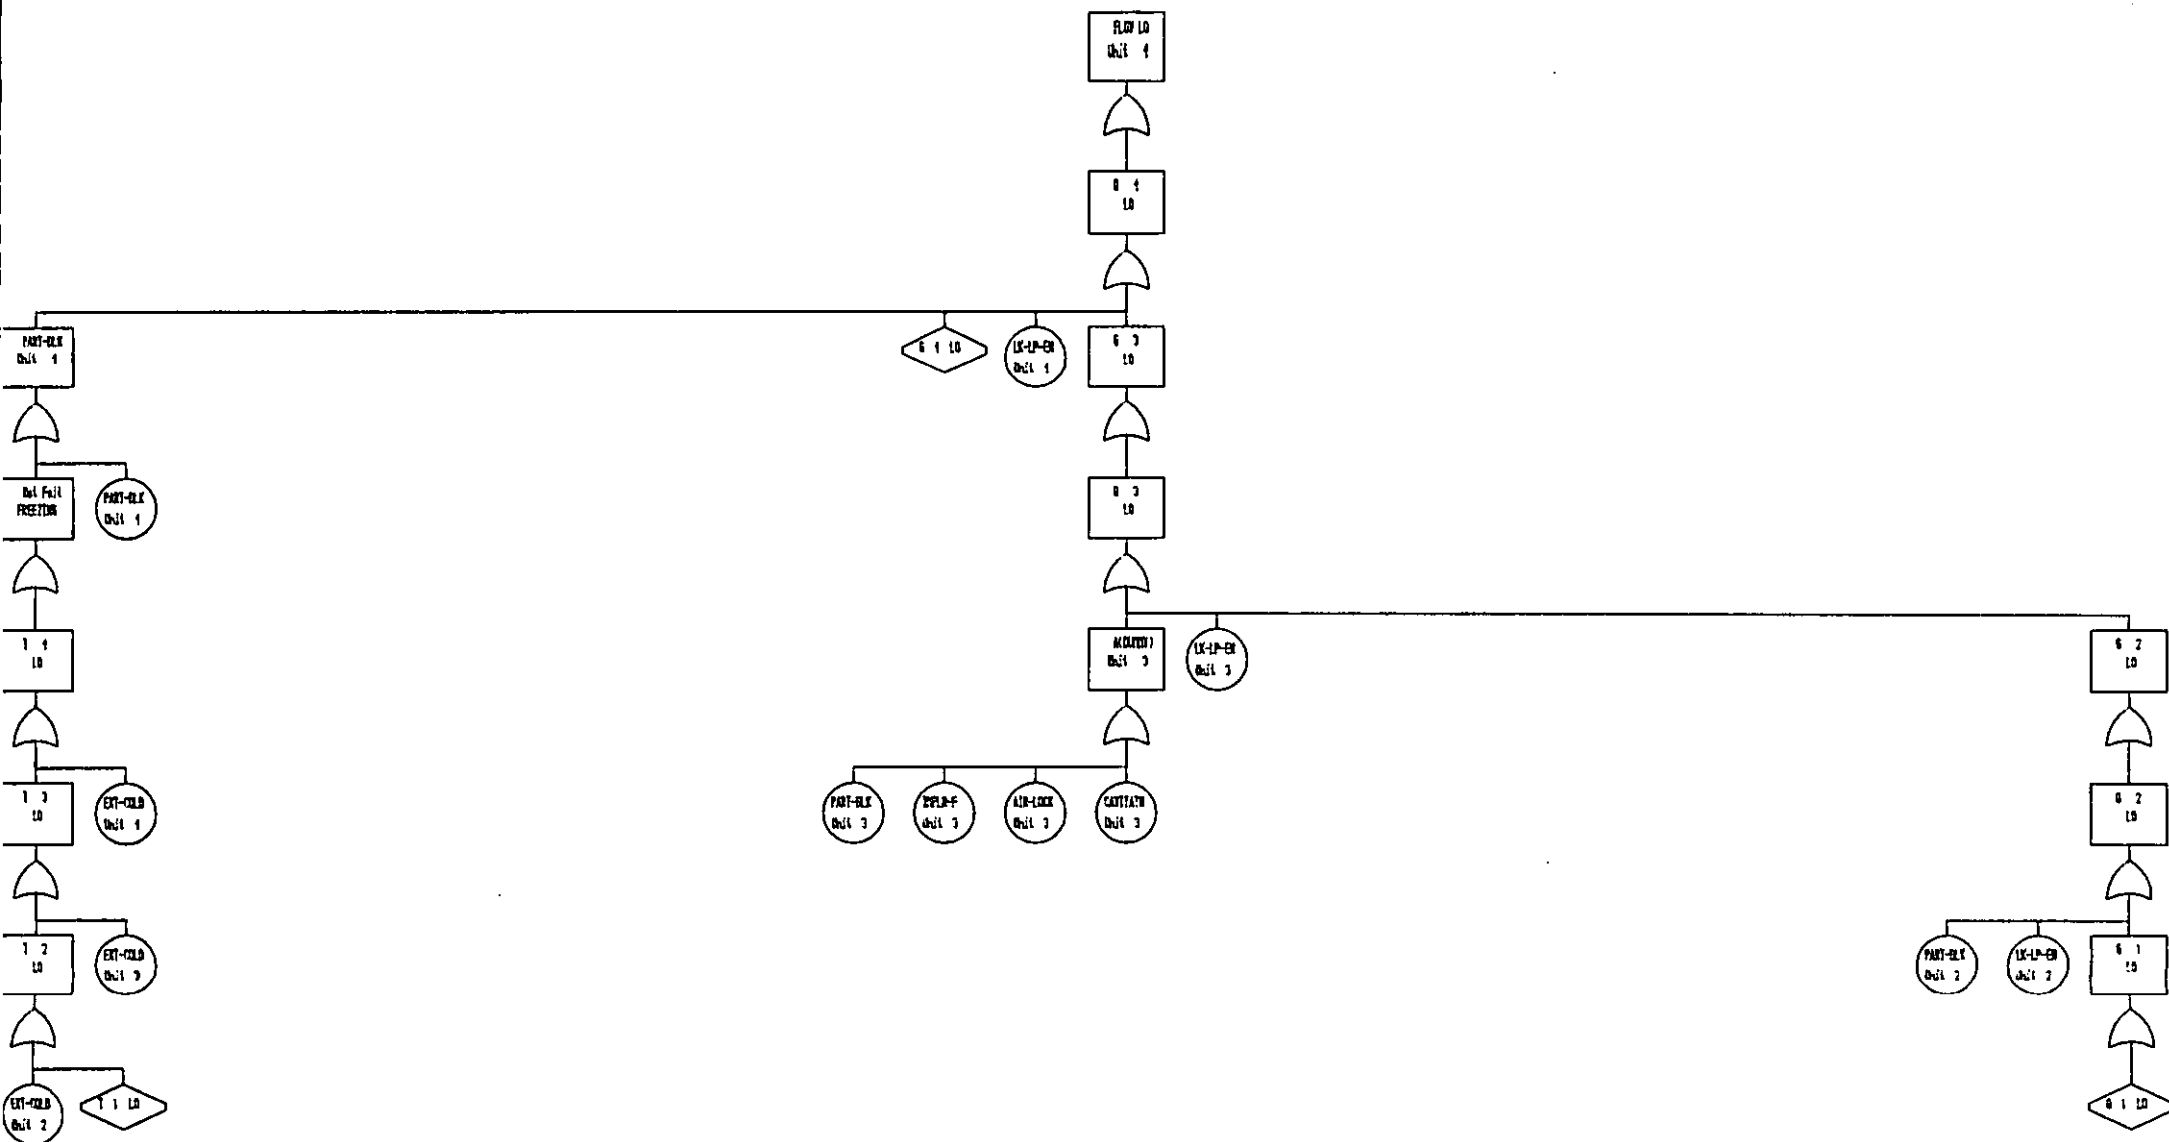 FLOW LO
Unit 4
Q 4
LO
PART-BLK
Unit 4
G 4 LO
LK-LP-EN
Unit 4
G 3
LO
Out Fail
FREEZING
PART-BLK
Unit 4
Q 3
LO
T 4
LO
Unit 3
LK-LP-EN
Unit 3
G 2
LO
T 3
LO
EXT-COLD
Unit 4
PART-BLK
Unit 3
Unit 3
AIR-LOCK
Unit 3
CAVITATN
Unit 3
Q 2
LO
T 2
LO
EXT-COLD
Unit 3
PART-BLK
Unit 2
LK-LP-EN
Unit 2
G 1
LO
EXT-COLD
Unit 2
T 1 LO
Q 1 LO